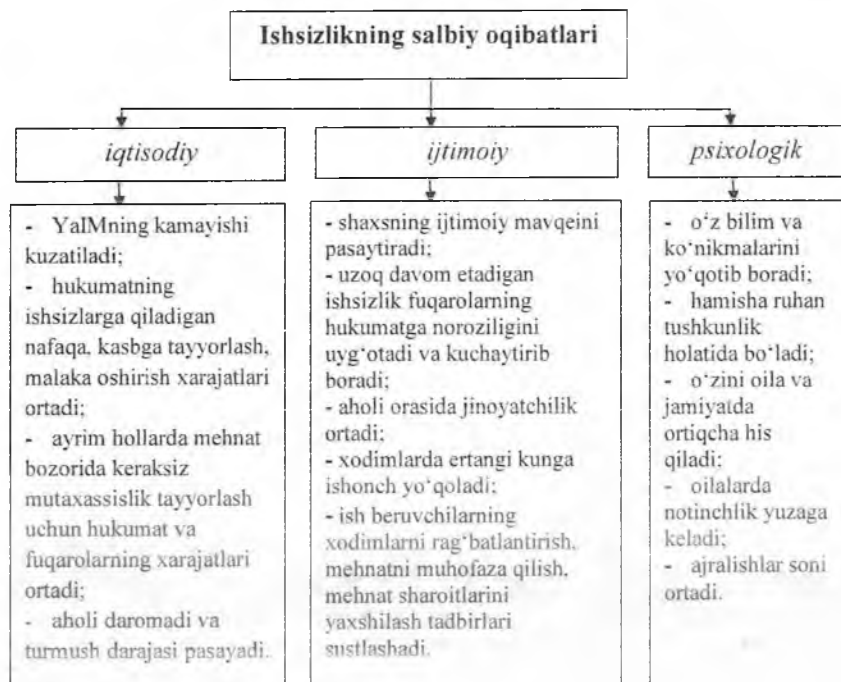 Ishsizlikning salbiy oqibatlari
iqtisodiy
- YaIMning kamayishi
kuzatiladi;
- hukumatning
ishsizlarga qiladigan
nafaqa, kasbga tayyorlash,
malaka oshirish xarajatlari
ortadi;
- ayrim hollarda mehnat
bozorida keraksiz
mutaxassislik tayyorlash
uchun hukumat va
fuqarolarning xarajatlari
ortadi;
- aholi daromadi va
turmush darajasi pasayadi.
ijtimoiy
- shaxsning ijtimoiy mavqeini
pasaytiradi;
- uzoq davom etadigan
ishsizlik fuqarolarning
hukumatga noroziligini
uyg‘otadi va kuchaytirib
boradi;
- aholi orasida jinoyatchilik
ortadi;
- xodimlarda ertangi kunga
ishonch yo‘qoladi;
- ish beruvchilarning
xodimlarni rag‘batlantirish,
mehnatni muhofaza qilish,
mehnat sharoitlarini
yaxshilash tadbirlari
sustlashadi.
psixologik
- o‘z bilim va
ko‘nikmalarini
yo‘qotib boradi;
- hamisha ruhan
tushkunlik
holatida bo‘ladi;
- o‘zini oila va
jamiyatda
ortiqcha his
qiladi;
- oilalarda
notinchlik yuzaga
keladi;
- ajralishlar soni
ortadi.